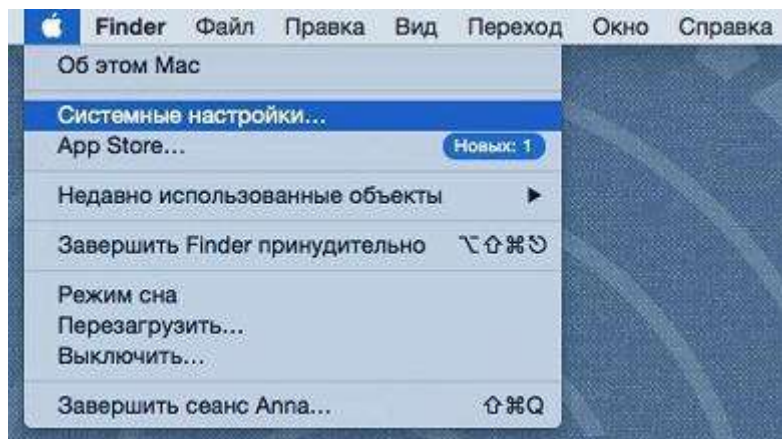 Finder Файл Правка Вид Переход Окно Справка
Об этом Mac
Системные настройки...
App Store... Новых: 1
Недавно использованные объекты ▶
Завершить Finder принудительно ⌥⇧⌘⎋
Режим сна
Перезагрузить...
Выключить...
Завершить сеанс Anna... ⇧⌘Q